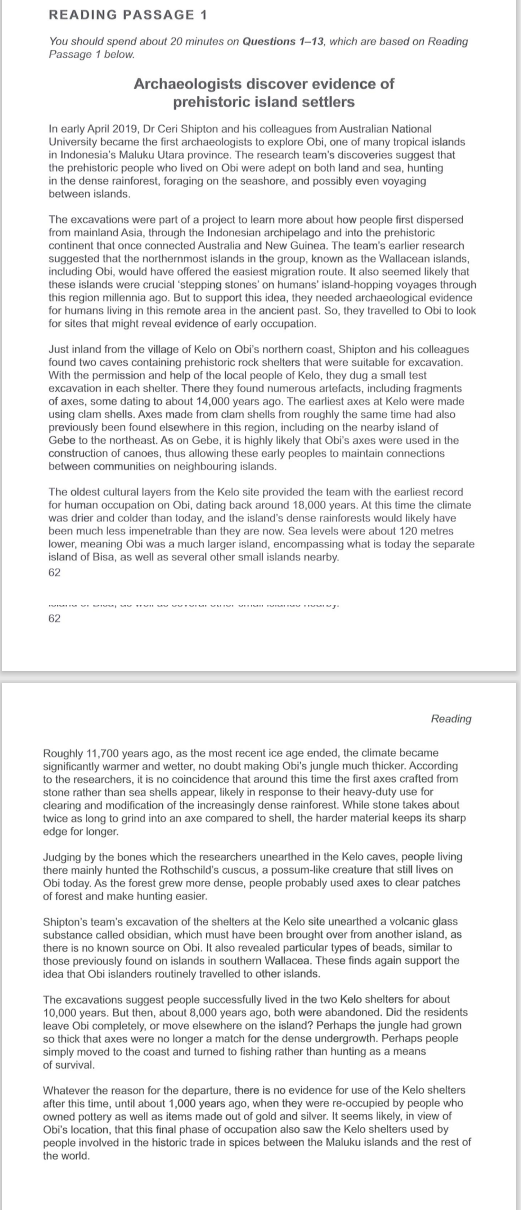 READING PASSAGE 1
You should spend about 20 minutes on Questions 1–13, which are based on Reading
Passage 1 below.
Archaeologists discover evidence of
prehistoric island settlers
In early April 2019, Dr Ceri Shipton and his colleagues from Australian National
University became the first archaeologists to explore Obi, one of many tropical islands
in Indonesia's Maluku Utara province. The research team's discoveries suggest that
the prehistoric people who lived on Obi were adept on both land and sea, hunting
in the dense rainforest, foraging on the seashore, and possibly even voyaging
between islands.
The excavations were part of a project to learn more about how people first dispersed
from mainland Asia, through the Indonesian archipelago and into the prehistoric
continent that once connected Australia and New Guinea. The team's earlier research
suggested that the northernmost islands in the group, known as the Wallacean islands,
including Obi, would have offered the easiest migration route. It also seemed likely that
these islands were crucial 'stepping stones' on humans' island-hopping voyages through
this region millennia ago. But to support this idea, they needed archaeological evidence
for humans living in this remote area in the ancient past. So, they travelled to Obi to look
for sites that might reveal evidence of early occupation.
Just inland from the village of Kelo on Obi's northern coast, Shipton and his colleagues
found two caves containing prehistoric rock shelters that were suitable for excavation.
With the permission and help of the local people of Kelo, they dug a small test
excavation in each shelter. There they found numerous artefacts, including fragments
of axes, some dating to about 14,000 years ago. The earliest axes at Kelo were made
using clam shells. Axes made from clam shells from roughly the same time had also
previously been found elsewhere in this region, including on the nearby island of
Gebe to the northeast. As on Gebe, it is highly likely that Obi's axes were used in the
construction of canoes, thus allowing these early peoples to maintain connections
between communities on neighbouring islands.
The oldest cultural layers from the Kelo site provided the team with the earliest record
for human occupation on Obi, dating back around 18,000 years. At this time the climate
was drier and colder than today, and the island's dense rainforests would likely have
been much less impenetrable than they are now. Sea levels were about 120 metres
lower, meaning Obi was a much larger island, encompassing what is today the separate
island of Bisa, as well as several other small islands nearby.
62
island of Bisa, as well as several other small islands nearby.
62
Reading
Roughly 11,700 years ago, as the most recent ice age ended, the climate became
significantly warmer and wetter, no doubt making Obi's jungle much thicker. According
to the researchers, it is no coincidence that around this time the first axes crafted from
stone rather than sea shells appear, likely in response to their heavy-duty use for
clearing and modification of the increasingly dense rainforest. While stone takes about
twice as long to grind into an axe compared to shell, the harder material keeps its sharp
edge for longer.
Judging by the bones which the researchers unearthed in the Kelo caves, people living
there mainly hunted the Rothschild's cuscus, a possum-like creature that still lives on
Obi today. As the forest grew more dense, people probably used axes to clear patches
of forest and make hunting easier.
Shipton's team's excavation of the shelters at the Kelo site unearthed a volcanic glass
substance called obsidian, which must have been brought over from another island, as
there is no known source on Obi. It also revealed particular types of beads, similar to
those previously found on islands in southern Wallacea. These finds again support the
idea that Obi islanders routinely travelled to other islands.
The excavations suggest people successfully lived in the two Kelo shelters for about
10,000 years. But then, about 8,000 years ago, both were abandoned. Did the residents
leave Obi completely, or move elsewhere on the island? Perhaps the jungle had grown
so thick that axes were no longer a match for the dense undergrowth. Perhaps people
simply moved to the coast and turned to fishing rather than hunting as a means
of survival.
Whatever the reason for the departure, there is no evidence for use of the Kelo shelters
after this time, until about 1,000 years ago, when they were re-occupied by people who
owned pottery as well as items made out of gold and silver. It seems likely, in view of
Obi's location, that this final phase of occupation also saw the Kelo shelters used by
people involved in the historic trade in spices between the Maluku islands and the rest of
the world.